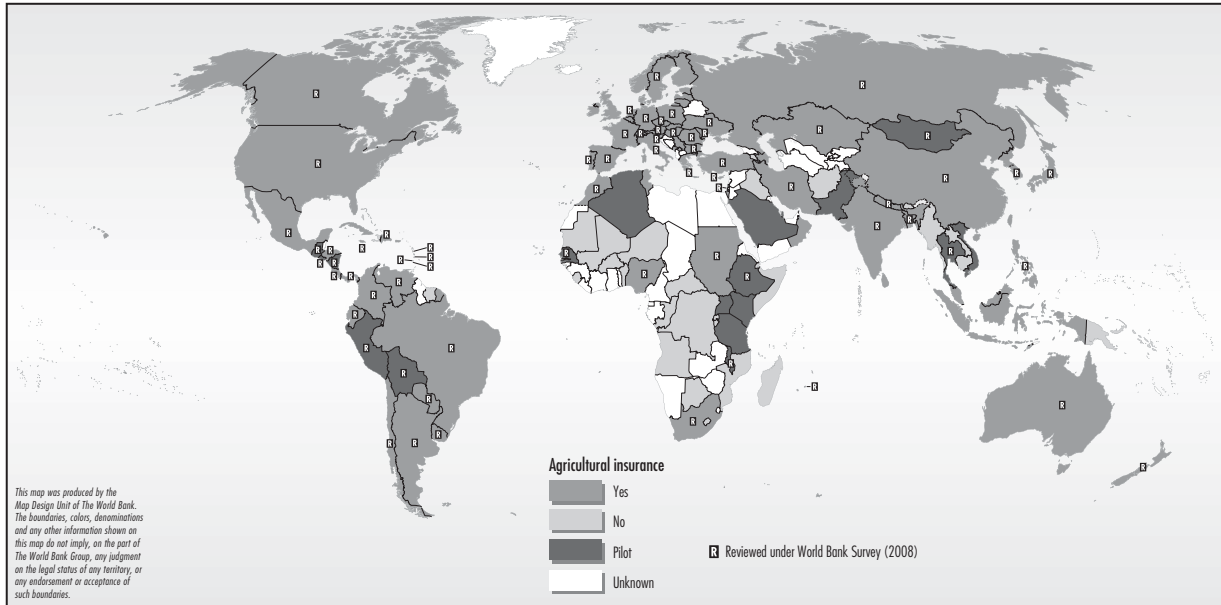 This map was produced by the
Map Design Unit of The World Bank.
The boundaries, colors, denominations
and any other information shown on
this map do not imply, on the part of
The World Bank Group, any judgment
on the legal status of any territory, or
any endorsement or acceptance of
such boundaries.
Agricultural insurance
Yes
No
Pilot
Unknown
R Reviewed under World Bank Survey (2008)